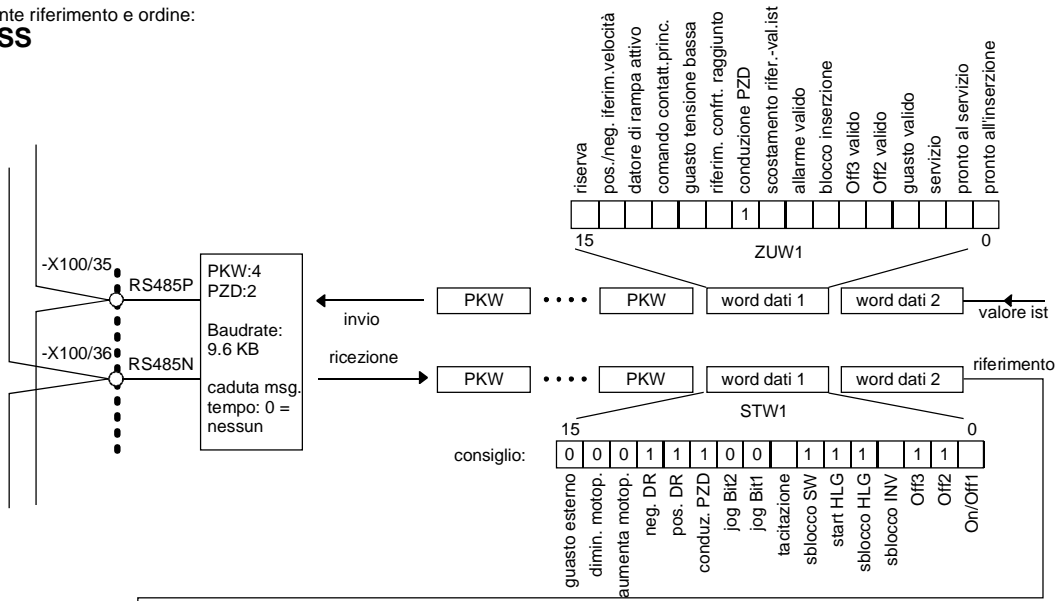 nte riferimento e ordine:
SS
riserva
pos./neg. iferim.velocità
datore di rampa attivo
comando contatt.princ.
guasto tensione bassa
riferim. confrt. raggiunto
conduzione PZD
scostamento rifer.-val.ist
allarme valido
blocco inserzione
Off3 valido
Off2 valido
guasto valido
servizio
pronto al servizio
pronto all'inserzione
1
15
0
ZUW1
-X100/35
RS485P
-X100/36
RS485N
PKW:4
PZD:2
Baudrate:
9.6 KB
caduta msg.
tempo: 0 =
nessun
invio
PKW
PKW
word dati 1
word dati 2
valore ist
ricezione
PKW
PKW
word dati 1
word dati 2
riferimento
STW1
15
0
consiglio:
0 0 0 1 1 1 0 0 1 1 1 1 1
guasto esterno
dimin. motop.
aumenta motop.
neg. DR
pos. DR
conduz. PZD
jog Bit2
jog Bit1
tacitazione
sblocco SW
start HLG
sblocco HLG
sblocco INV
Off3
Off2
On/Off1